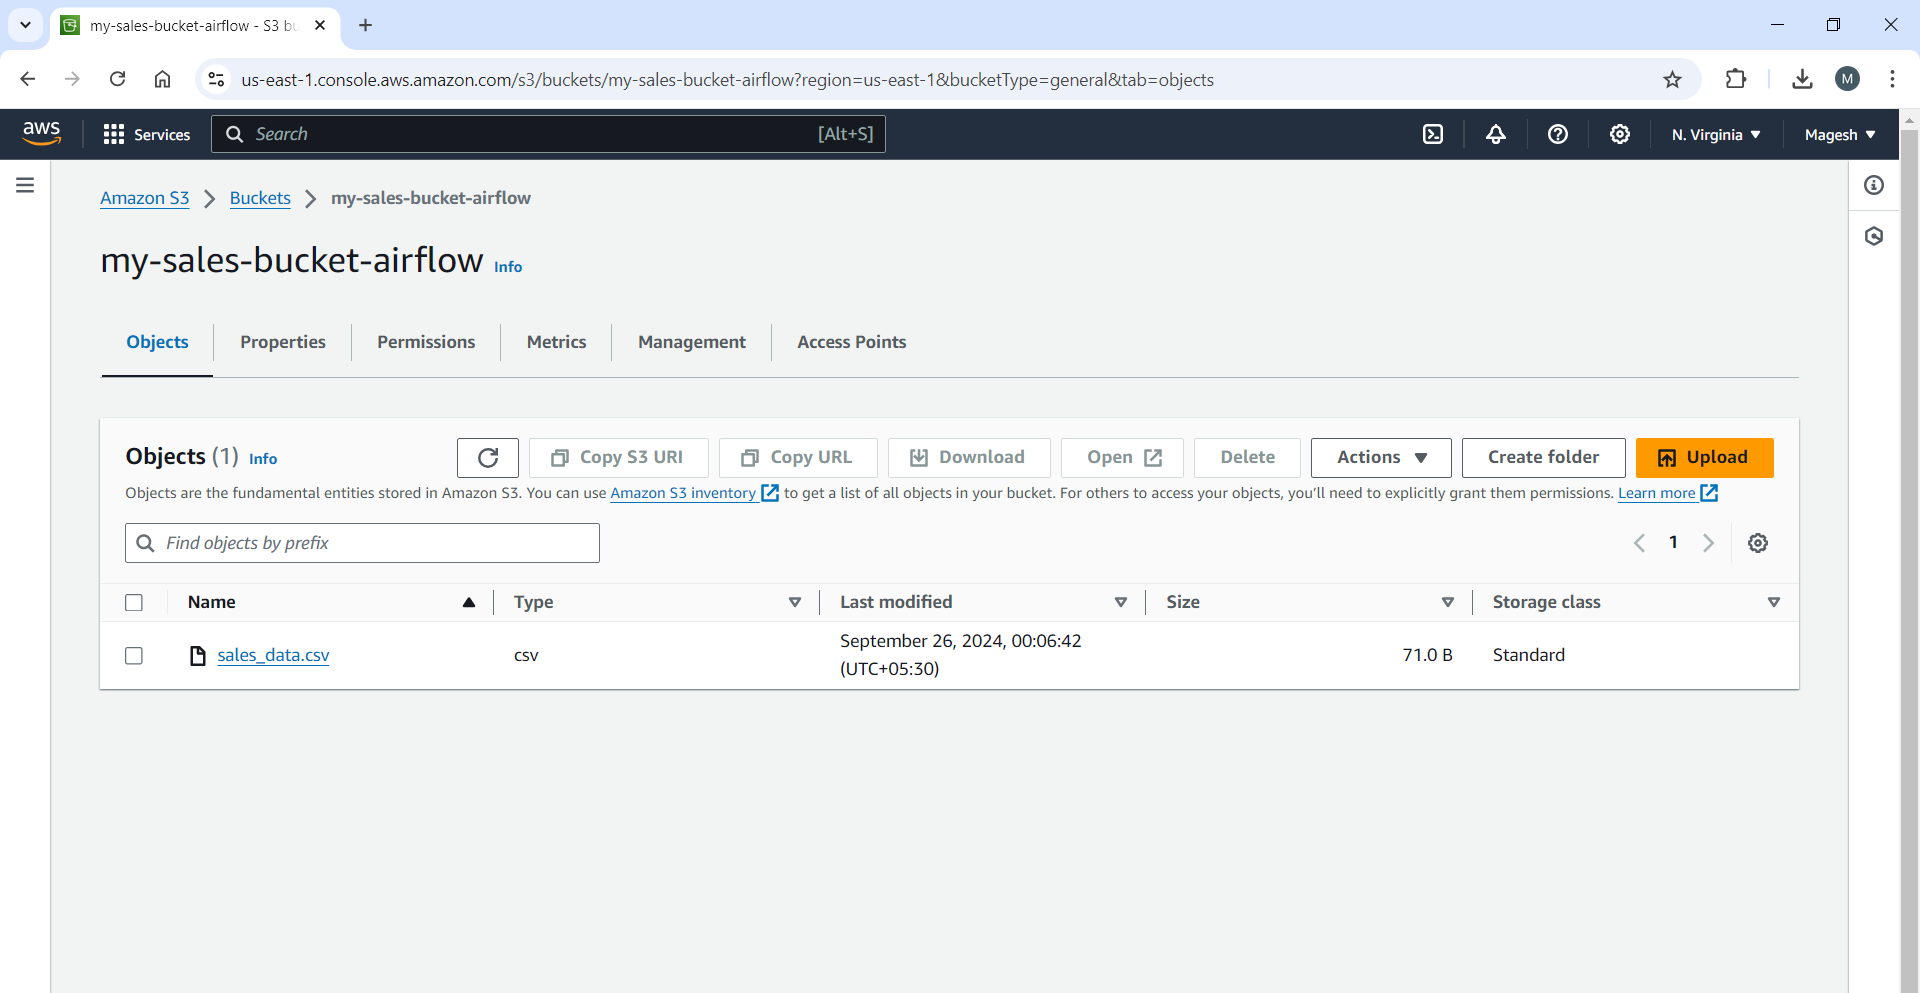 my-sales-bucket-airflow - S3 bu
us-east-1.console.aws.amazon.com/s3/buckets/my-sales-bucket-airflow?region=us-east-1&bucketType=general&tab=objects
M
aws
Services
Search
[Alt+S]
N. Virginia
Magesh
Amazon S3
Buckets
my-sales-bucket-airflow
my-sales-bucket-airflow
Info
Objects
Properties
Permissions
Metrics
Management
Access Points
Objects (1)
Info
Copy S3 URI
Copy URL
Download
Open
Delete
Actions
Create folder
Upload
Objects are the fundamental entities stored in Amazon S3. You can use Amazon S3 inventory to get a list of all objects in your bucket. For others to access your objects, you'll need to explicitly grant them permissions. Learn more
Find objects by prefix
1
Name
Type
Last modified
Size
Storage class
sales_data.csv
csv
September 26, 2024, 00:06:42
(UTC+05:30)
71.0 B
Standard